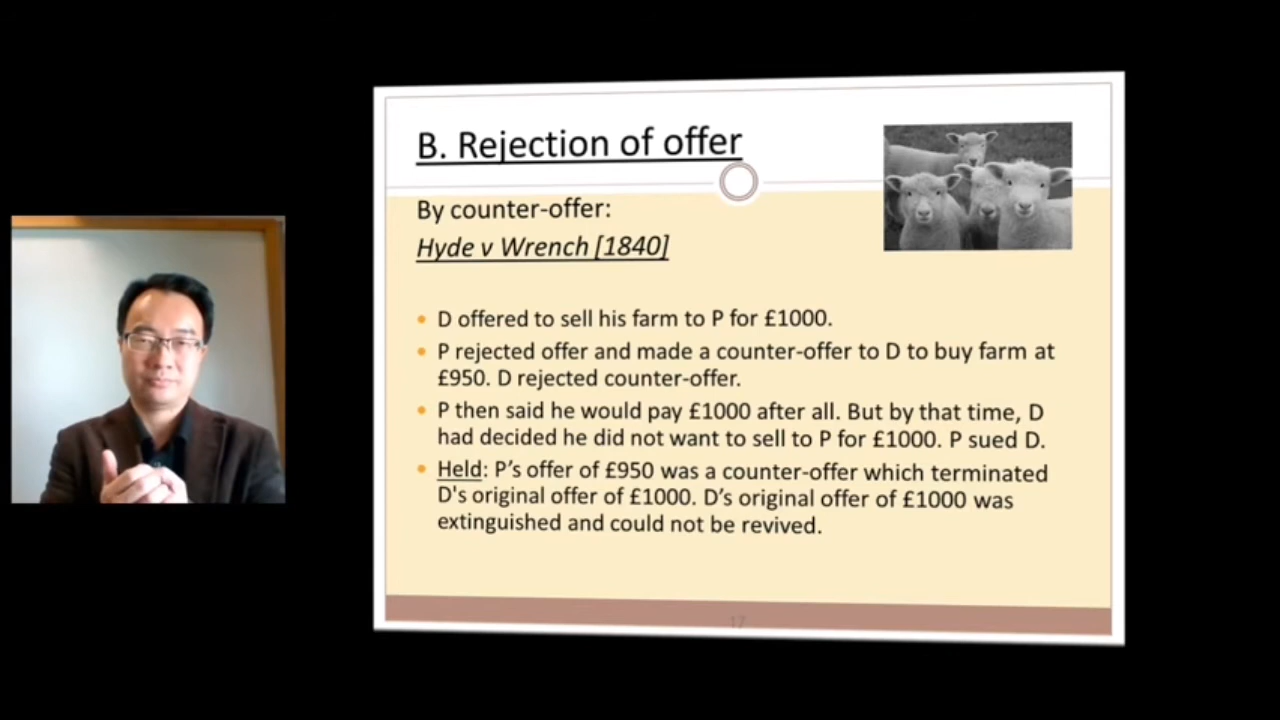 B. Rejection of offer
By counter-offer:
Hyde v Wrench [1840]
• D offered to sell his farm to P for £1000.
• P rejected offer and made a counter-offer to D to buy farm at
£950. D rejected counter-offer.
• P then said he would pay £1000 after all. But by that time, D
had decided he did not want to sell to P for £1000. P sued D.
• Held: P’s offer of £950 was a counter-offer which terminated
D's original offer of £1000. D’s original offer of £1000 was
extinguished and could not be revived.
17